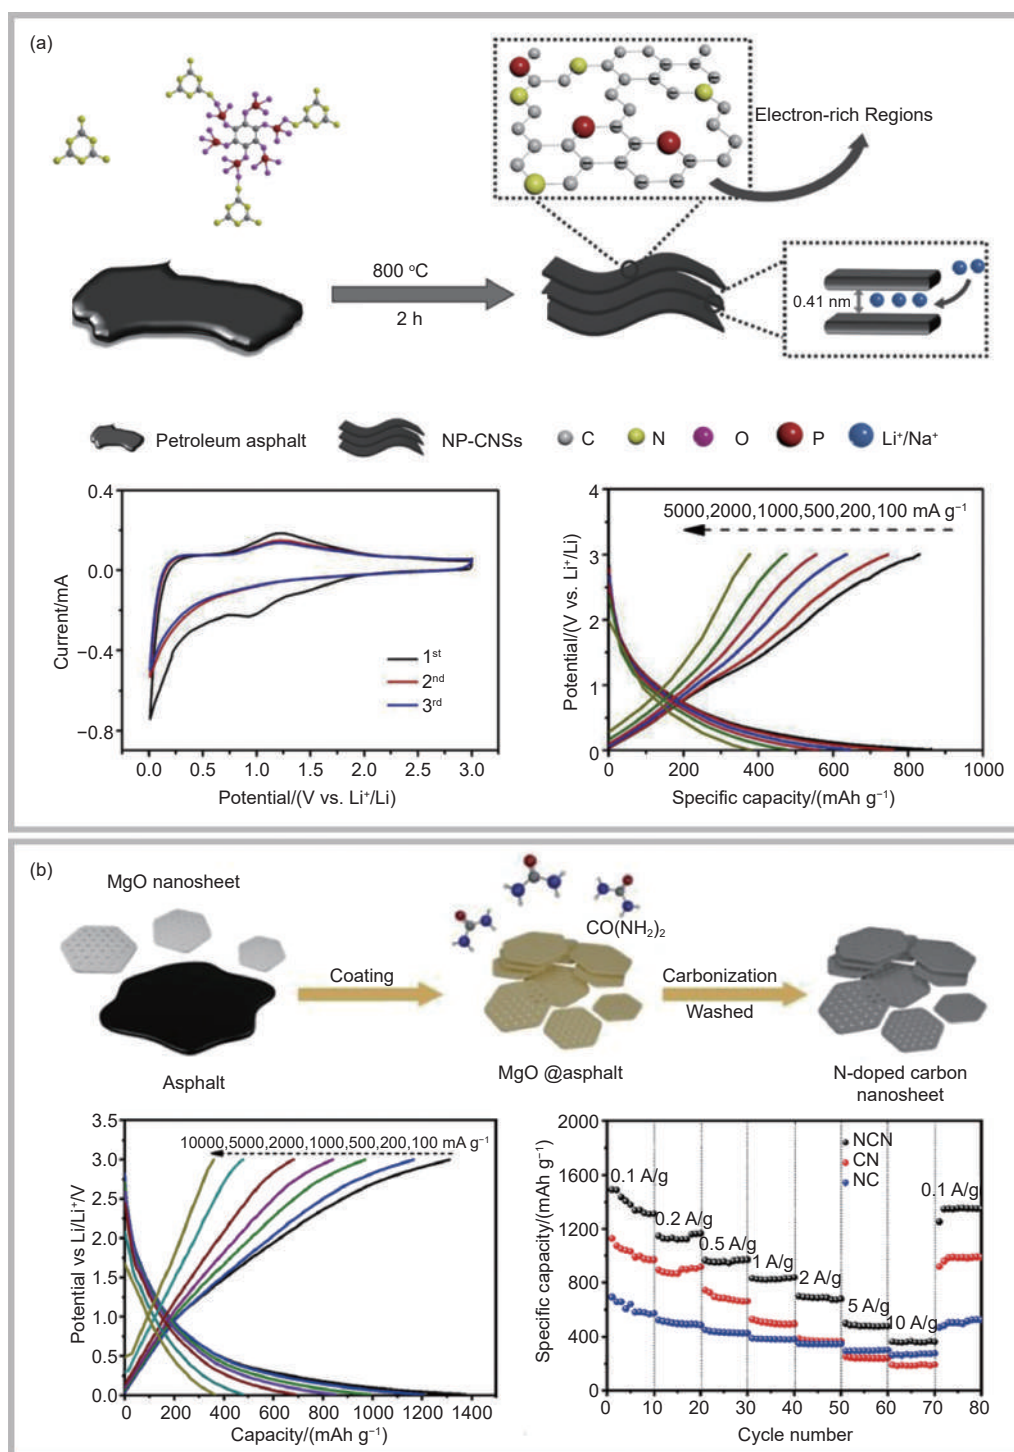 (a)
Electron-rich Regions
800 °C
2 h
0.41 nm
Petroleum asphalt
NP-CNSs
C
N
O
P
Li⁺/Na⁺
0.4
0.0
−0.4
−0.8
Current/mA
1st
2nd
3rd
0.0 0.5 1.0 1.5 2.0 2.5 3.0
Potential/(V vs. Li⁺/Li)
4
3
2
1
0
Potential/(V vs. Li⁺/Li)
5000,2000,1000,500,200,100 mA g⁻¹
0 200 400 600 800 1000
Specific capacity/(mAh g⁻¹)
(b)
MgO nanosheet
Asphalt
Coating
CO(NH₂)₂
MgO @asphalt
Carbonization
Washed
N-doped carbon
nanosheet
3.5
3.0
2.5
2.0
1.5
1.0
0.5
0.0
Potential vs Li/Li⁺/V
10000,5000,2000,1000,500,200,100 mA g⁻¹
0 200 400 600 800 1000 1200 1400
Capacity/(mAh g⁻¹)
2000
1600
1200
800
400
0
Specific capacity/(mAh g⁻¹)
NCN
CN
NC
0.1 A/g
0.2 A/g
0.5 A/g
1 A/g
2 A/g
5 A/g
10 A/g
0.1 A/g
0 10 20 30 40 50 60 70 80
Cycle number